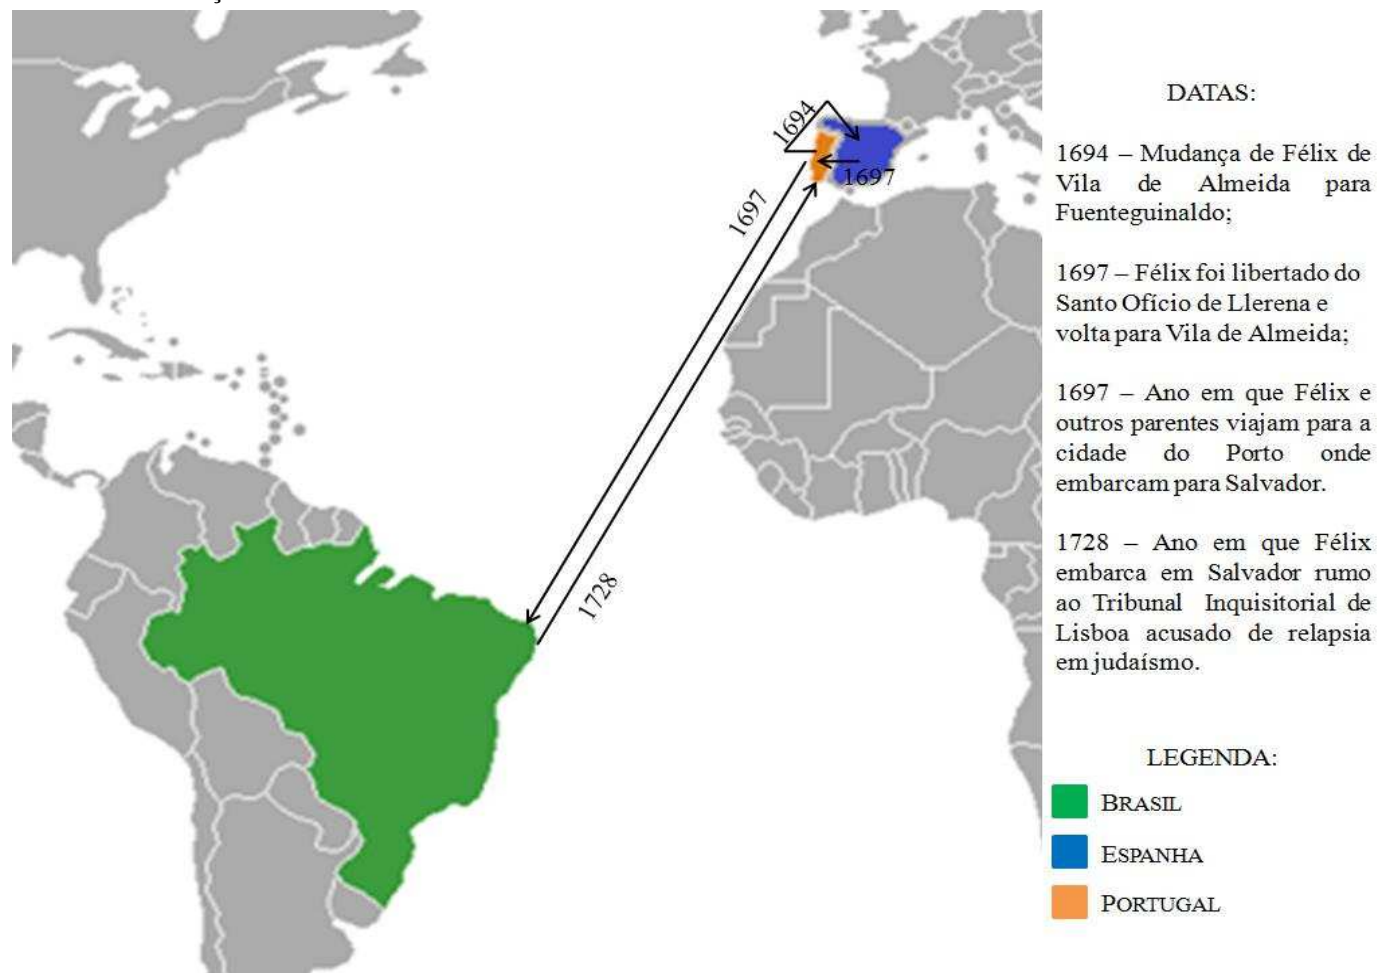 1694
1697
1697
1728
DATAS:
1694 – Mudança de Félix de
Vila de Almeida para
Fuenteguinaldo;
1697 – Félix foi libertado do
Santo Ofício de Llerena e
volta para Vila de Almeida;
1697 – Ano em que Félix e
outros parentes viajam para a
cidade do Porto onde
embarcam para Salvador.
1728 – Ano em que Félix
embarca em Salvador rumo
ao Tribunal Inquisitorial de
Lisboa acusado de relapsia
em judaísmo.
LEGENDA:
BRASIL
ESPANHA
PORTUGAL